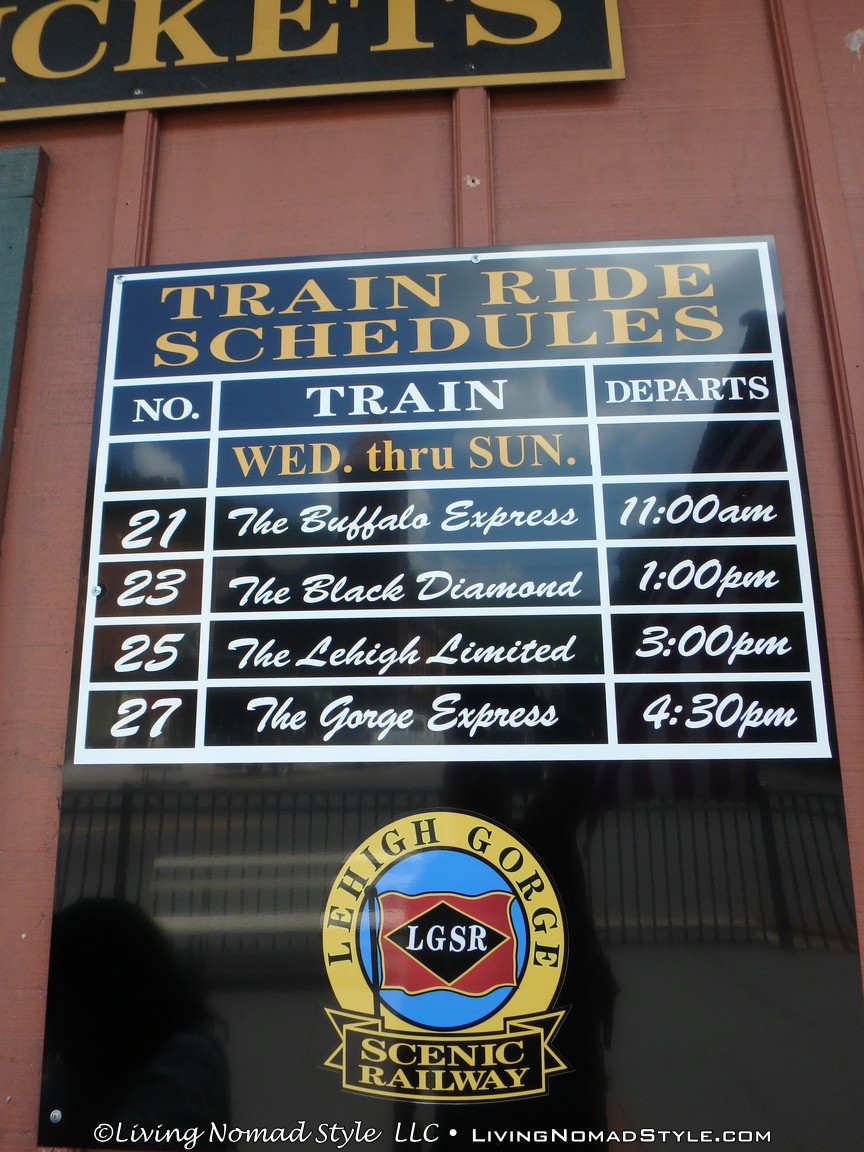 ICKETS
TRAIN RIDE
SCHEDULES
NO. TRAIN DEPARTS
WED. thru SUN.
21 The Buffalo Express 11:00am
23 The Black Diamond 1:00pm
25 The Lehigh Limited 3:00pm
27 The Gorge Express 4:30pm
LEHIGH GORGE
LGSR
SCENIC
RAILWAY
©Living Nomad Style LLC • LivingNomadStyle.com